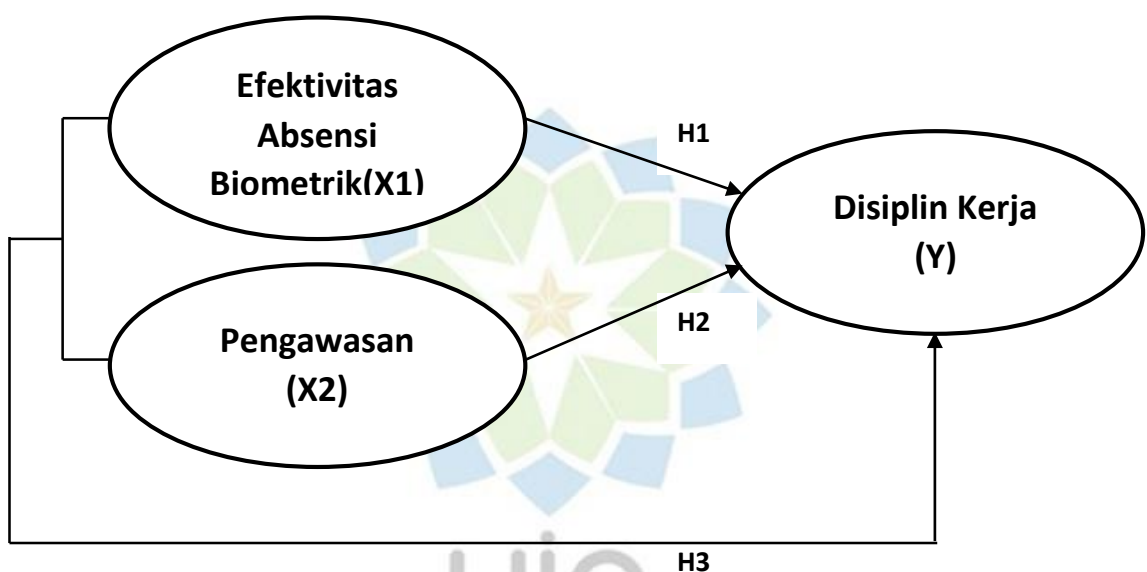 Efektivitas
Absensi
Biometrik(X1)
H1
Disiplin Kerja
(Y)
Pengawasan
(X2)
H2
H3